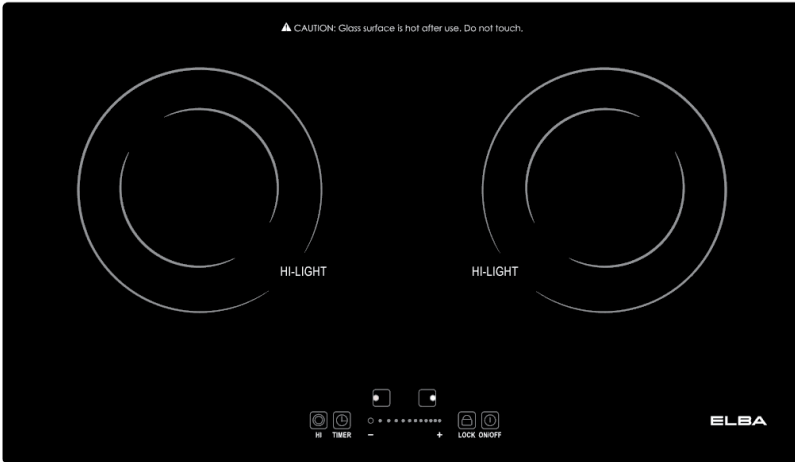 CAUTION: Glass surface is hot after use. Do not touch.
HI-LIGHT
HI-LIGHT
HI TIMER − + LOCK ON/OFF
ELBA